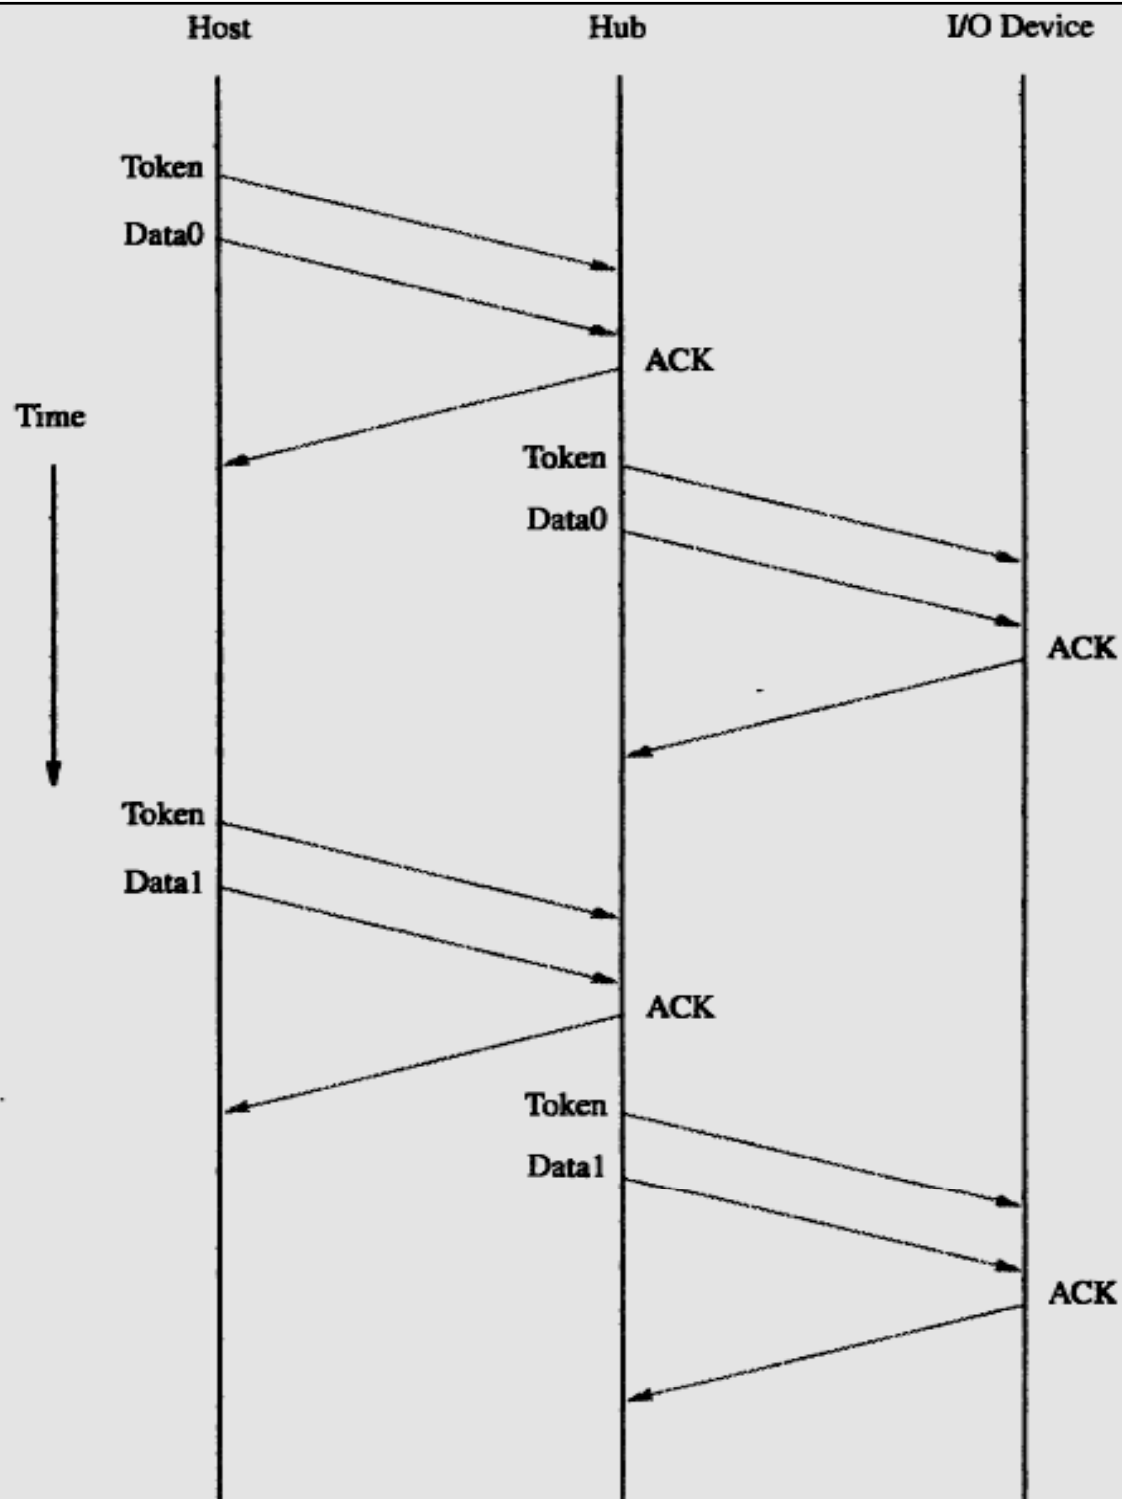 Host Hub I/O Device
Token
Data0
ACK
Time
Token
Data0
ACK
Token
Data1
ACK
Token
Data1
ACK